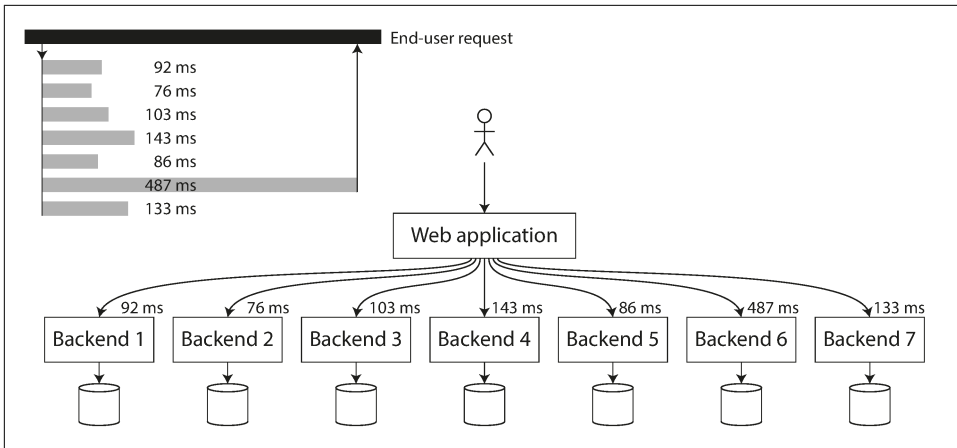 End-user request
92 ms
76 ms
103 ms
143 ms
86 ms
487 ms
133 ms
Web application
92 ms
76 ms
103 ms
143 ms
86 ms
487 ms
133 ms
Backend 1
Backend 2
Backend 3
Backend 4
Backend 5
Backend 6
Backend 7